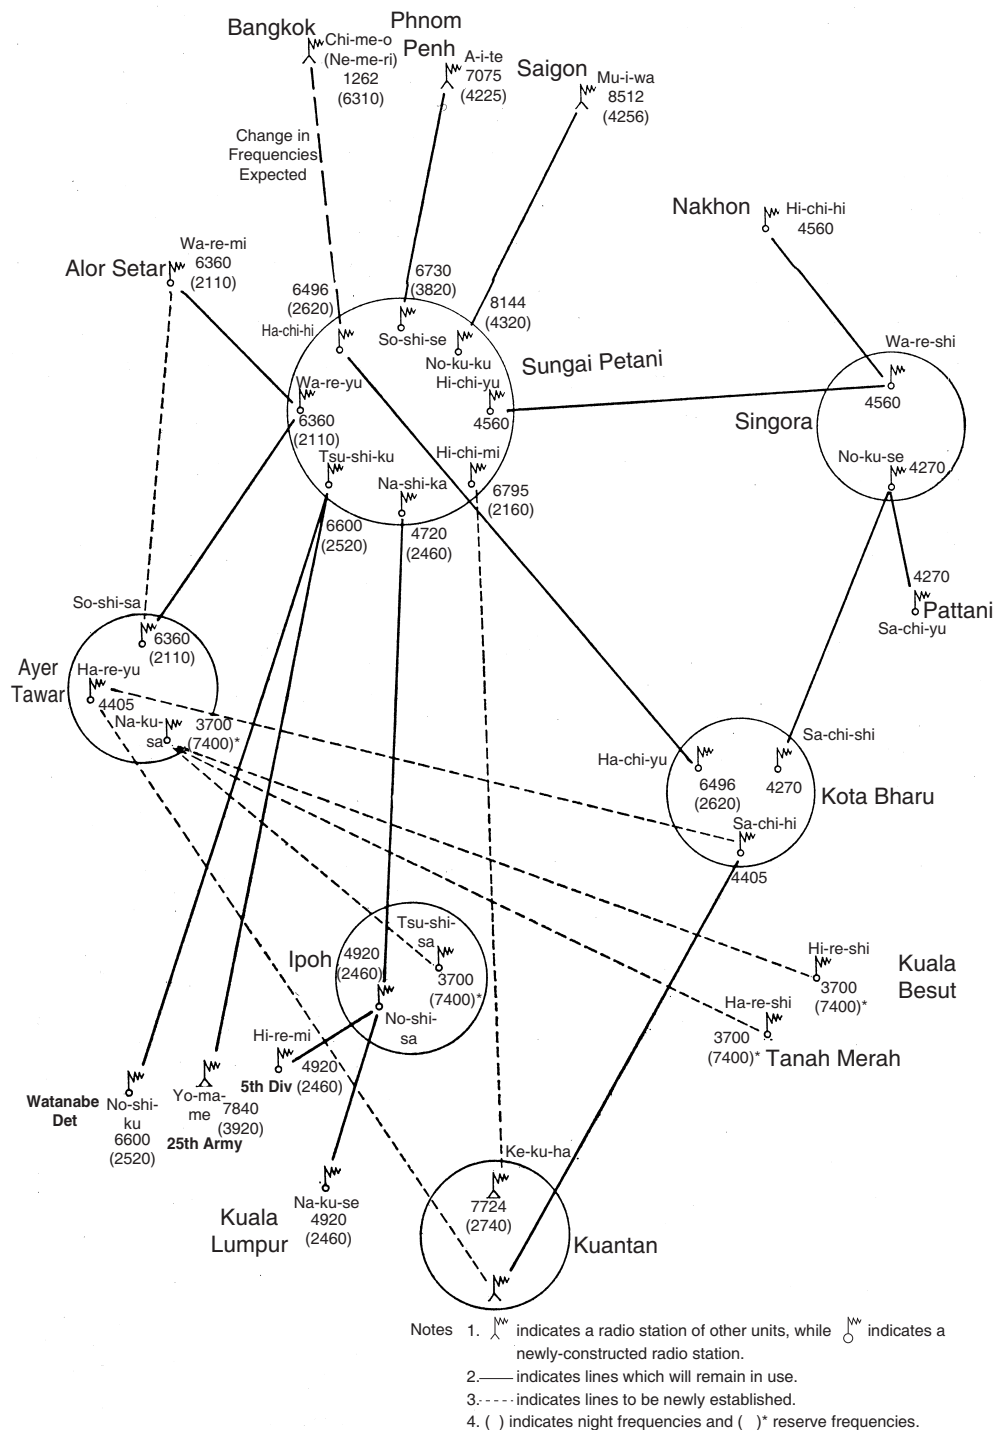 Bangkok
Chi-me-o
(Ne-me-ri)
1262
(6310)
Phnom
Penh
A-i-te
7075
(4225)
Saigon
Mu-i-wa
8512
(4256)
Change in
Frequencies
Expected
Nakhon
Hi-chi-hi
4560
Alor Setar
Wa-re-mi
6360
(2110)
6496
(2620)
Ha-chi-hi
6730
(3820)
So-shi-se
8144
(4320)
No-ku-ku
Hi-chi-yu
4560
Sungai Petani
Wa-re-yu
6360
(2110)
Tsu-shi-ku
6600
(2520)
Na-shi-ka
4720
(2460)
Hi-chi-mi
6795
(2160)
Wa-re-shi
4560
Singora
No-ku-se
4270
4270
Pattani
Sa-chi-yu
So-shi-sa
6360
(2110)
Ayer
Tawar
Ha-re-yu
4405
Na-ku-
sa
3700
(7400)*
Sa-chi-shi
4270
Ha-chi-yu
6496
(2620)
Kota Bharu
Sa-chi-hi
4405
Ipoh
Tsu-shi-
sa
3700
(7400)*
4920
(2460)
No-shi-
sa
Hi-re-shi
3700
(7400)*
Kuala
Besut
Ha-re-shi
3700
(7400)*
Tanah Merah
Hi-re-mi
4920
5th Div (2460)
Watanabe
Det
No-shi-
ku
6600
(2520)
Yo-ma-
me
7840
(3920)
25th Army
Na-ku-se
4920
(2460)
Kuala
Lumpur
Ke-ku-ha
7724
(2740)
Kuantan
Notes 1. indicates a radio station of other units, while indicates a
newly-constructed radio station.
2.—— indicates lines which will remain in use.
3.----- indicates lines to be newly established.
4. ( ) indicates night frequencies and ( )* reserve frequencies.